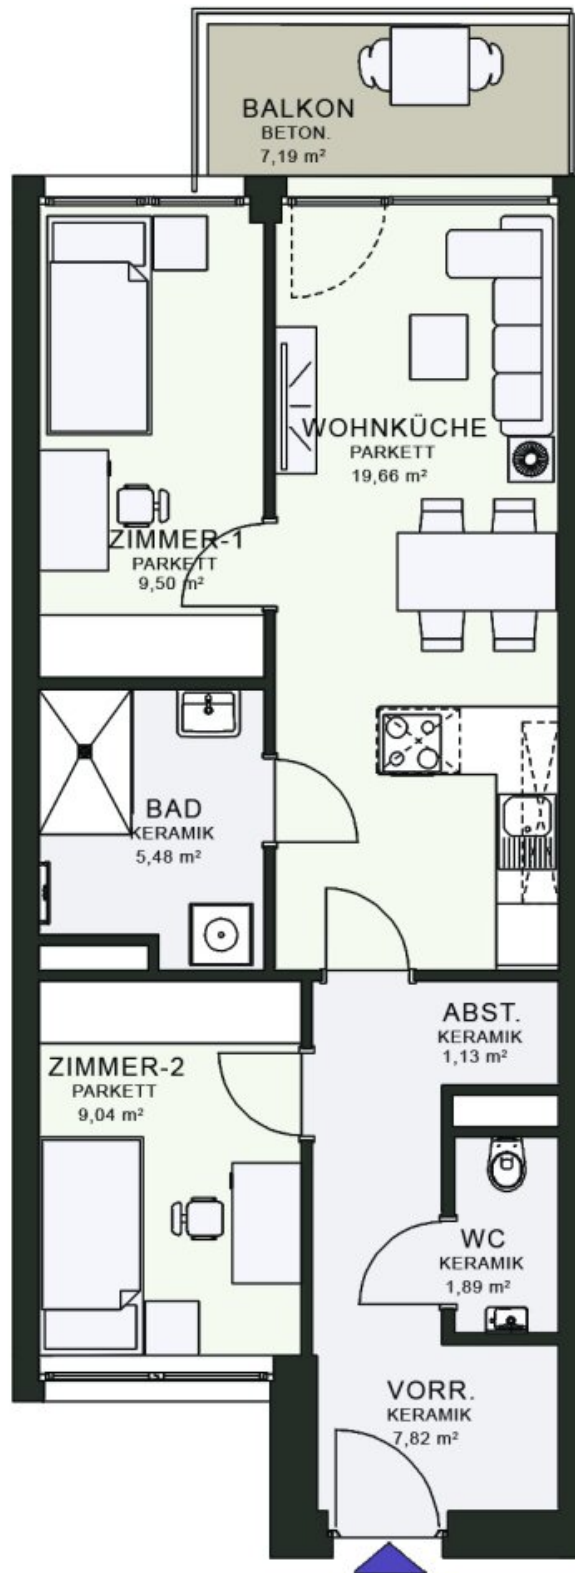 BALKON
BETON.
7,19 m²
WOHNKÜCHE
PARKETT
19,66 m²
ZIMMER-1
PARKETT
9,50 m²
BAD
KERAMIK
5,48 m²
ABST.
KERAMIK
1,13 m²
ZIMMER-2
PARKETT
9,04 m²
WC
KERAMIK
1,89 m²
VORR.
KERAMIK
7,82 m²